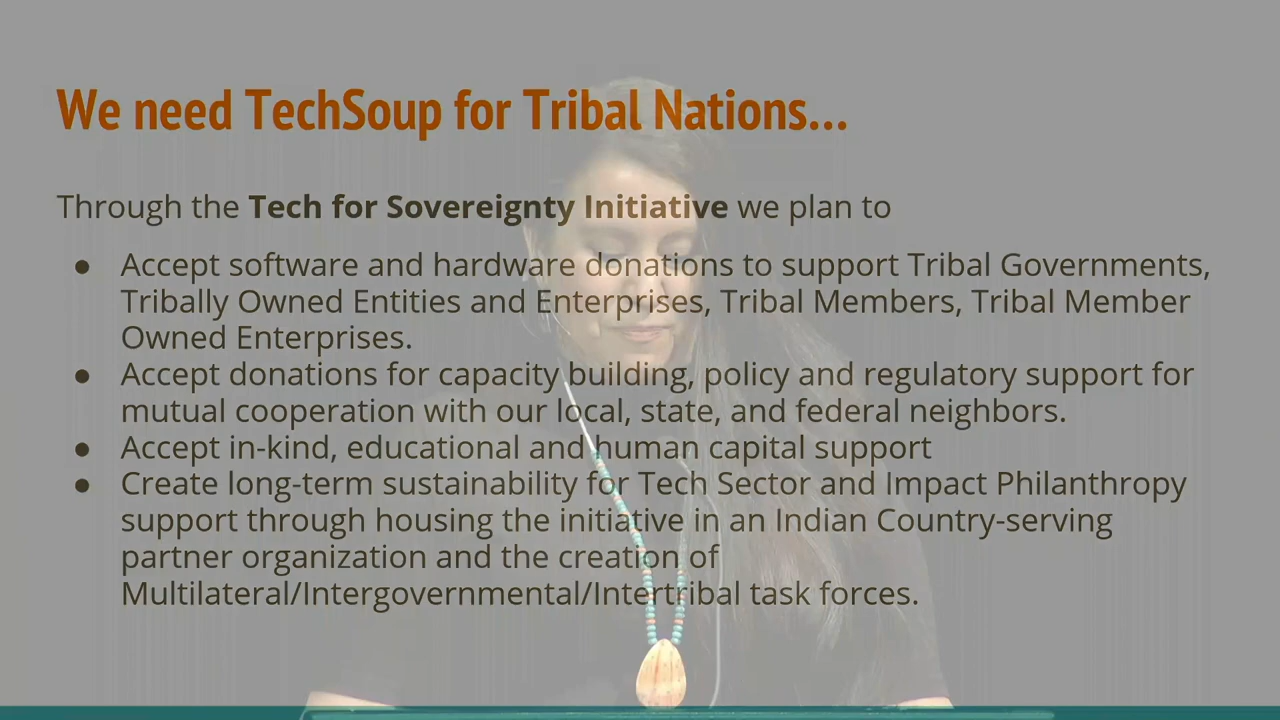 We need TechSoup for Tribal Nations...
Through the Tech for Sovereignty Initiative we plan to
● Accept software and hardware donations to support Tribal Governments,
Tribally Owned Entities and Enterprises, Tribal Members, Tribal Member
Owned Enterprises.
● Accept donations for capacity building, policy and regulatory support for
mutual cooperation with our local, state, and federal neighbors.
● Accept in-kind, educational and human capital support
● Create long-term sustainability for Tech Sector and Impact Philanthropy
support through housing the initiative in an Indian Country-serving
partner organization and the creation of
Multilateral/Intergovernmental/Intertribal task forces.